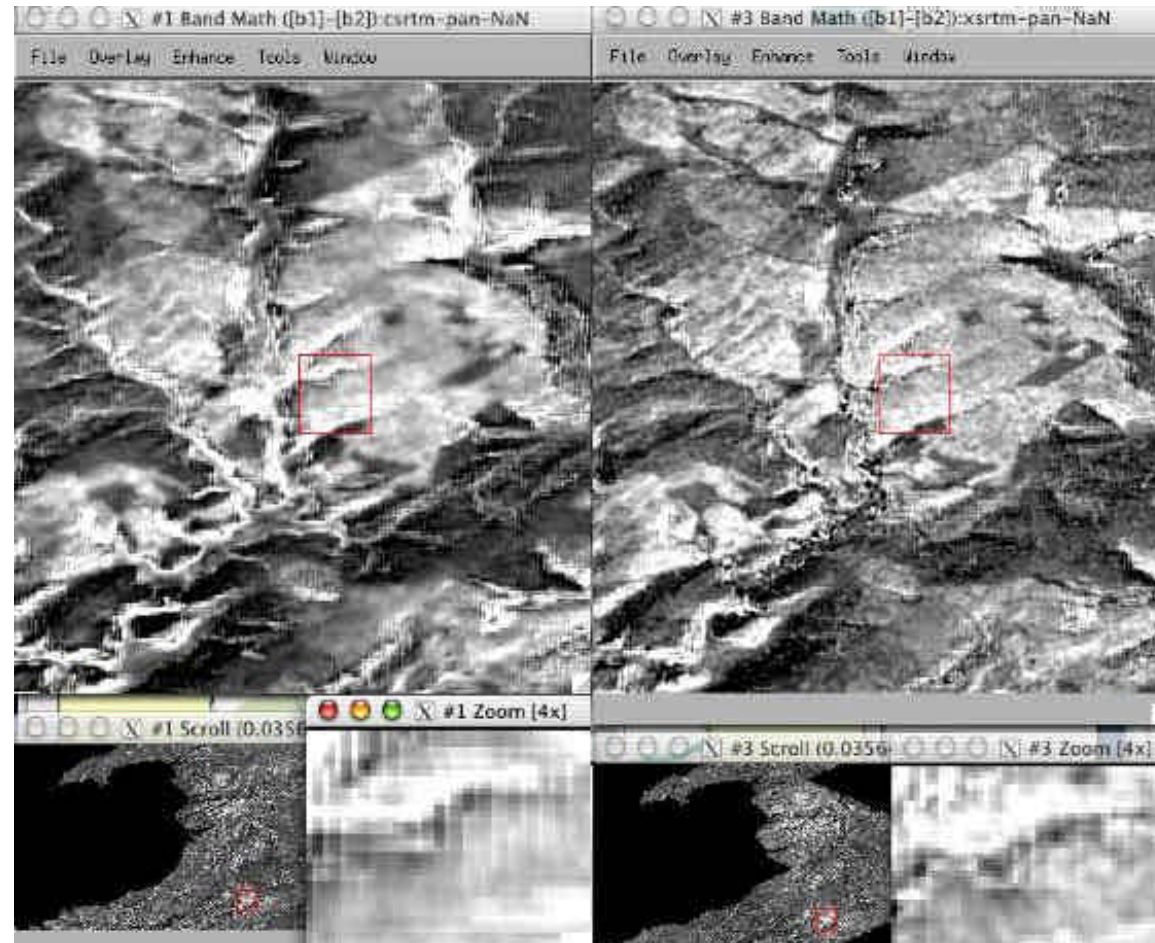 #1 Band Math ([b1]-[b2]):csrtm-pan-NaN
File Overlay Enhance Tools Window
#3 Band Math ([b1]-[b2]):xsrtm-pan-NaN
File Overlay Enhance Tools Window
#1 Scroll (0.0356
#1 Zoom [4x]
#3 Scroll (0.0356
#3 Zoom [4x]